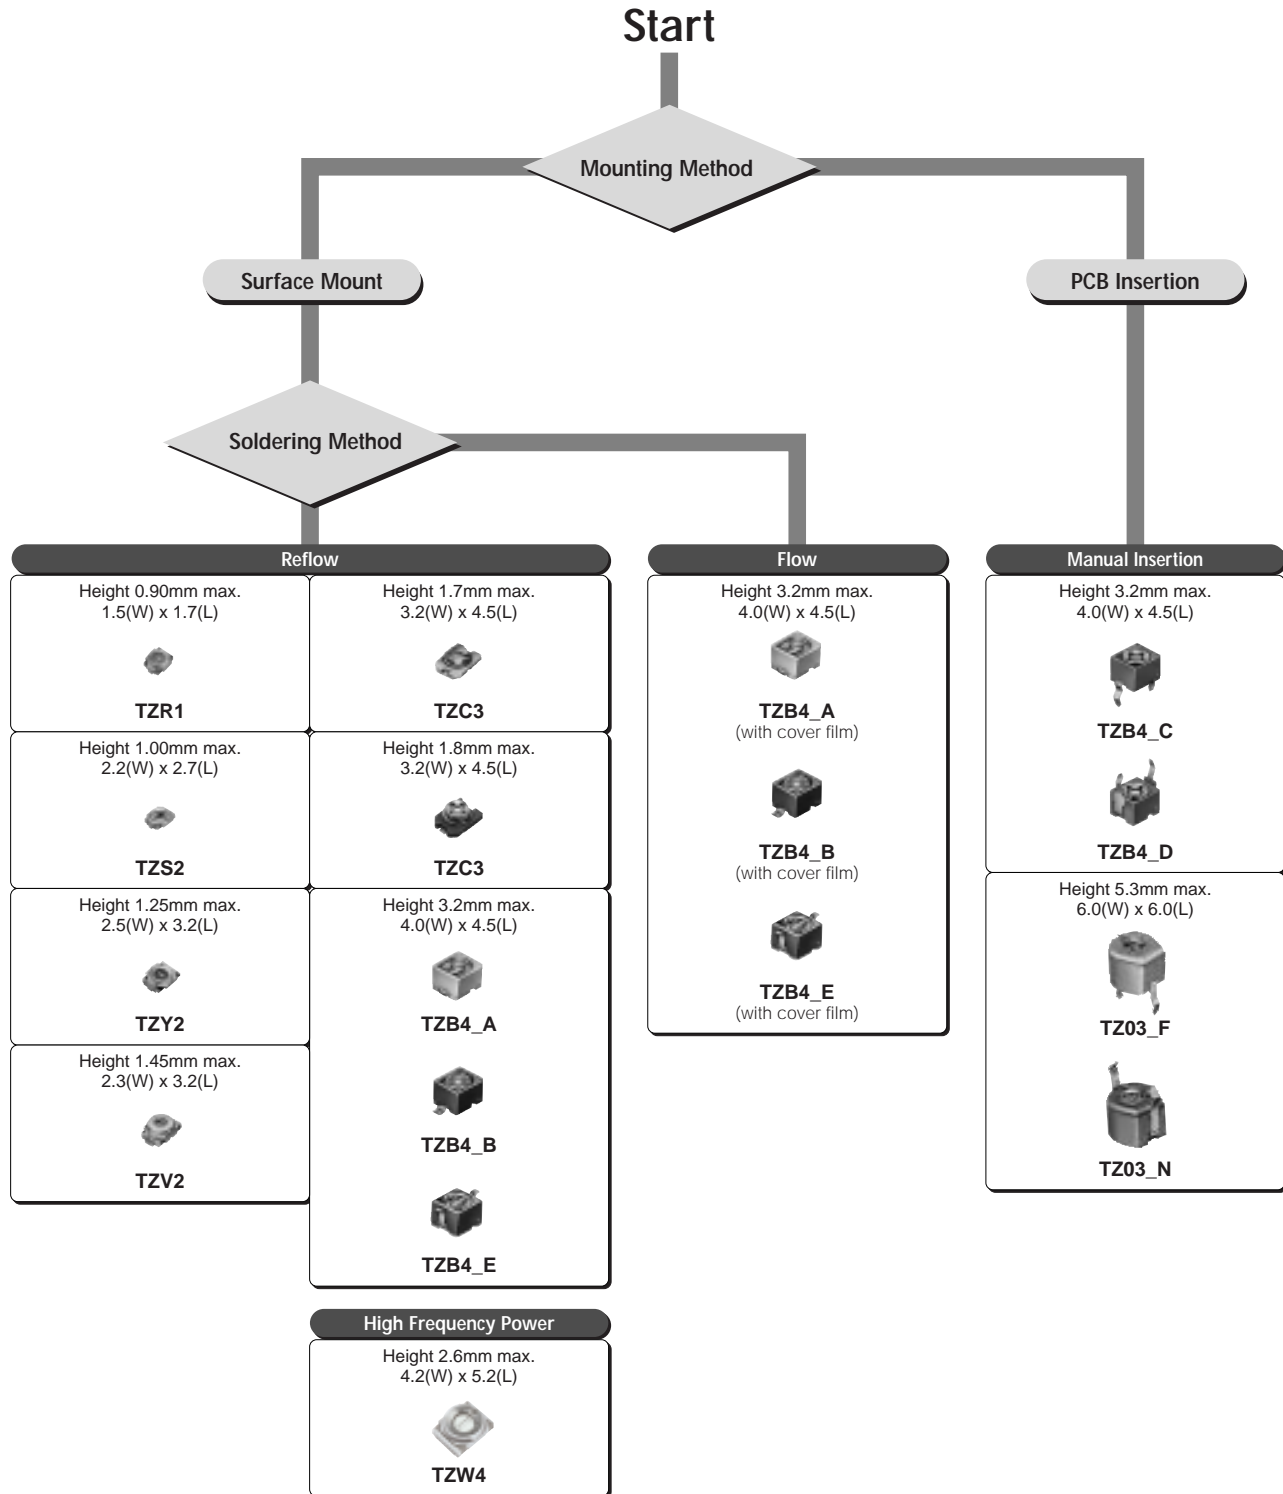 Start
Mounting Method
Surface Mount
PCB Insertion
Soldering Method
Reflow
Height 0.90mm max.
1.5(W) x 1.7(L)
TZR1
Height 1.00mm max.
2.2(W) x 2.7(L)
TZS2
Height 1.25mm max.
2.5(W) x 3.2(L)
TZY2
Height 1.45mm max.
2.3(W) x 3.2(L)
TZV2
Height 1.7mm max.
3.2(W) x 4.5(L)
TZC3
Height 1.8mm max.
3.2(W) x 4.5(L)
TZC3
Height 3.2mm max.
4.0(W) x 4.5(L)
TZB4_A
TZB4_B
TZB4_E
High Frequency Power
Height 2.6mm max.
4.2(W) x 5.2(L)
TZW4
Flow
Height 3.2mm max.
4.0(W) x 4.5(L)
TZB4_A
(with cover film)
TZB4_B
(with cover film)
TZB4_E
(with cover film)
Manual Insertion
Height 3.2mm max.
4.0(W) x 4.5(L)
TZB4_C
TZB4_D
Height 5.3mm max.
6.0(W) x 6.0(L)
TZ03_F
TZ03_N